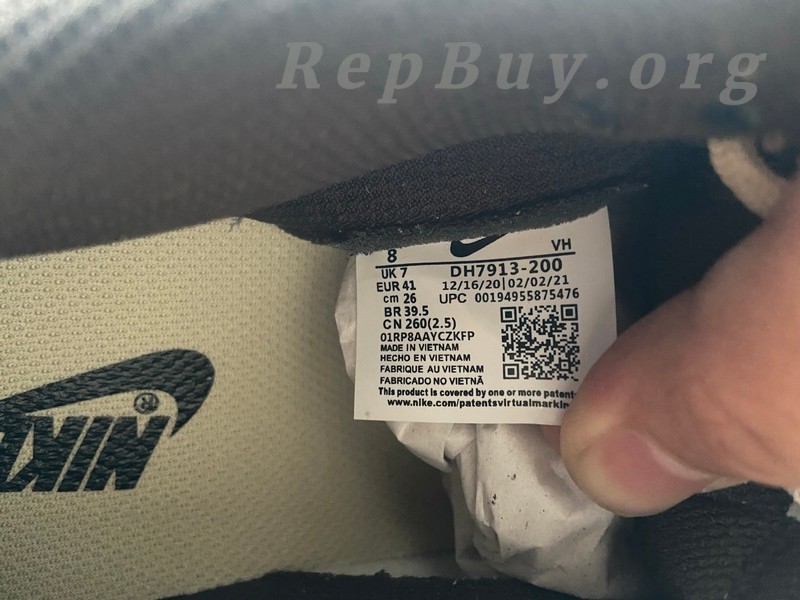 RepBuy.org
8 VH
UK 7 DH7913-200
EUR 41 12/16/20 | 02/02/21
cm 26 UPC 00194955875476
BR 39.5
CN 260(2.5)
01RP8AAYCZKFP
MADE IN VIETNAM
HECHO EN VIETNAM
FABRIQUE AU VIETNAM
FABRICADO NO VIETNÃ
This product is covered by one or more patent
www.nike.com/patentsvirtualmarkin
NIKE